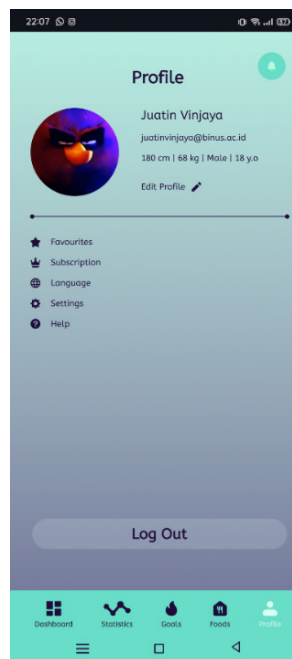 22:07
Profile
Juatin Vinjaya
juatinvinjaya@binus.ac.id
180 cm | 68 kg | Male | 18 y.o
Edit Profile
Favourites
Subscription
Language
Settings
Help
Log Out
Dashboard Statistics Goals Foods Profile